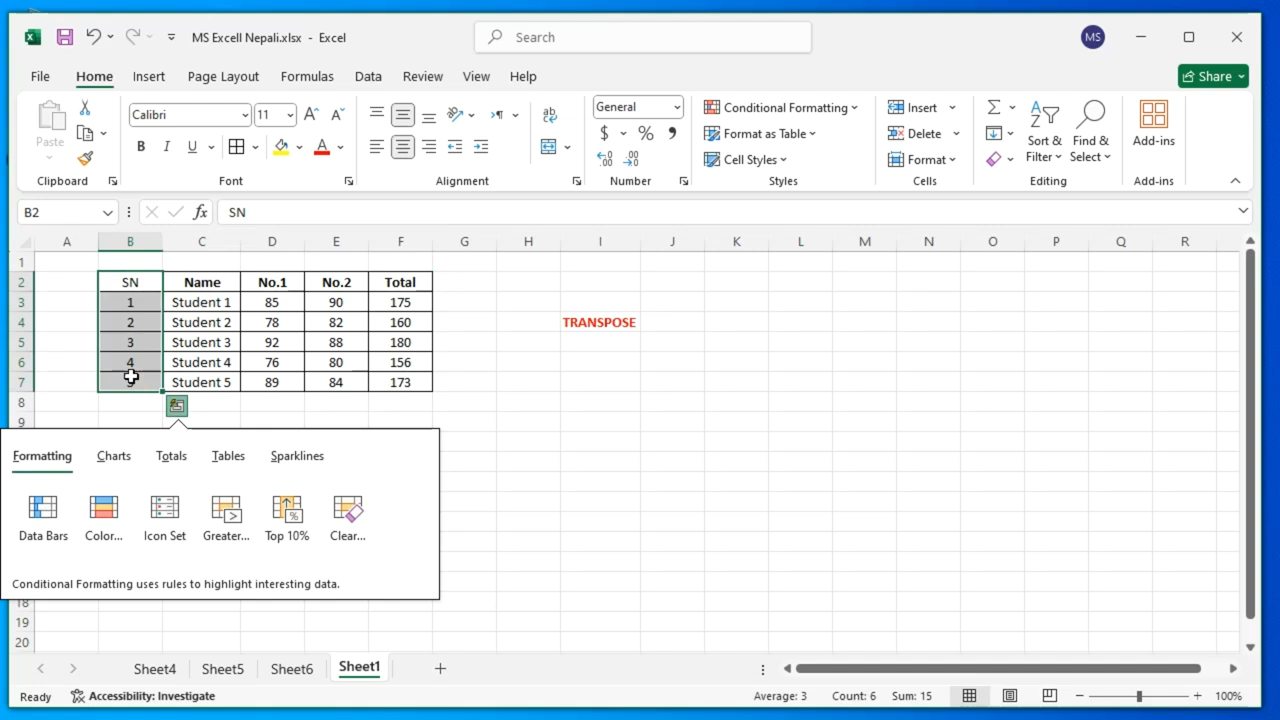 MS Excell Nepali.xlsx - Excel
Search
MS
File Home Insert Page Layout Formulas Data Review View Help
Share
Paste
Calibri 11
B I U
General
$ % 9
Conditional Formatting
Format as Table
Cell Styles
Insert
Delete
Format
Sort & Filter
Find & Select
Add-ins
Clipboard Font Alignment Number Styles Cells Editing Add-ins
B2 fx SN
A B C D E F G H I J K L M N O P Q R
1
2 SN Name No.1 No.2 Total
3 1 Student 1 85 90 175
4 2 Student 2 78 82 160 TRANSPOSE
5 3 Student 3 92 88 180
6 4 Student 4 76 80 156
7 Student 5 89 84 173
8
9
Formatting Charts Totals Tables Sparklines
Data Bars Color... Icon Set Greater... Top 10% Clear...
Conditional Formatting uses rules to highlight interesting data.
18
19
20
Sheet4 Sheet5 Sheet6 Sheet1
Ready Accessibility: Investigate Average: 3 Count: 6 Sum: 15 100%